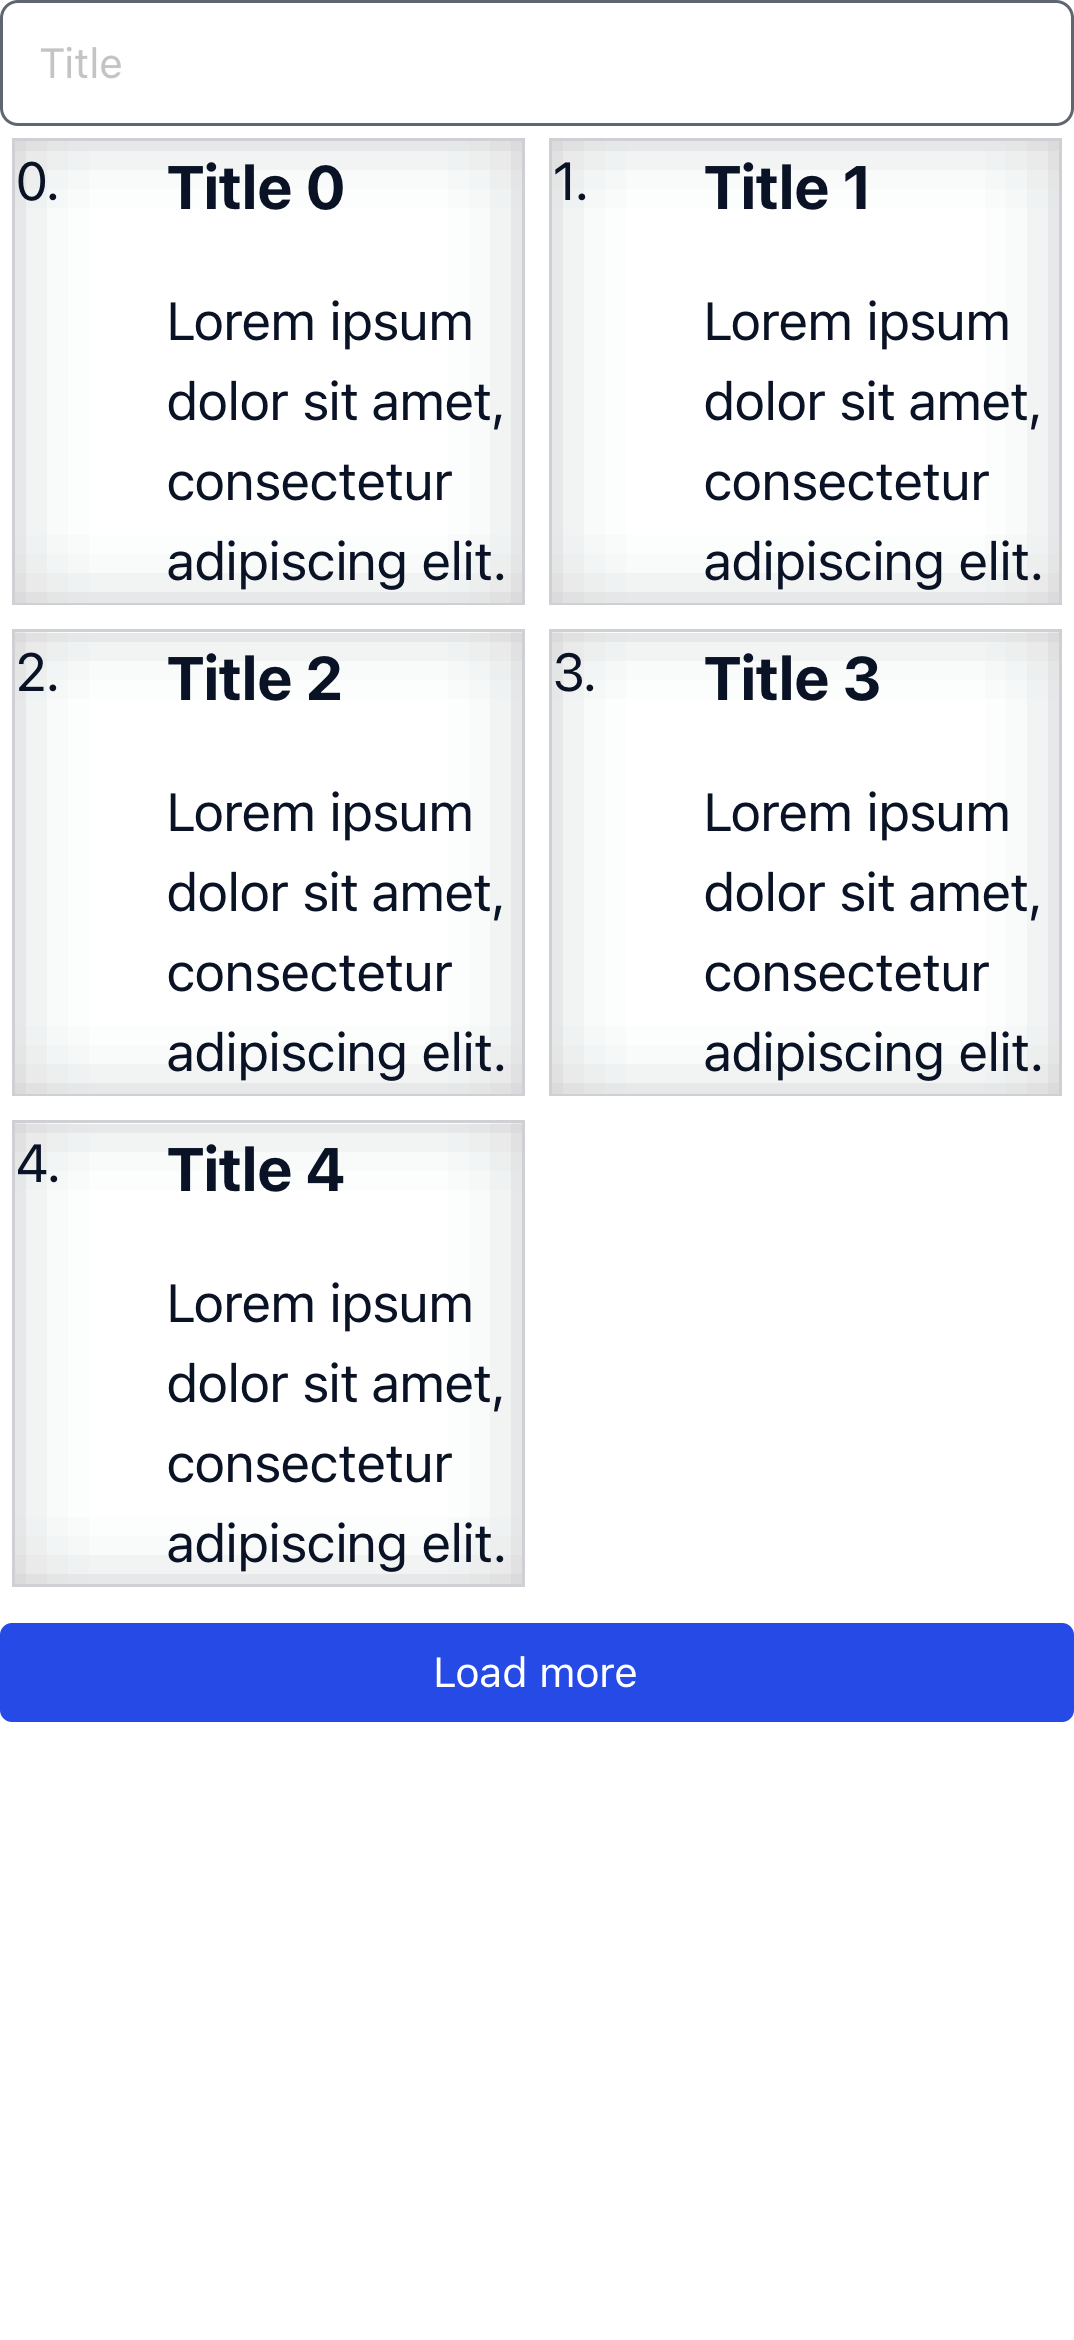 Title
0. Title 0
Lorem ipsum
dolor sit amet,
consectetur
adipiscing elit.
1. Title 1
Lorem ipsum
dolor sit amet,
consectetur
adipiscing elit.
2. Title 2
Lorem ipsum
dolor sit amet,
consectetur
adipiscing elit.
3. Title 3
Lorem ipsum
dolor sit amet,
consectetur
adipiscing elit.
4. Title 4
Lorem ipsum
dolor sit amet,
consectetur
adipiscing elit.
Load more